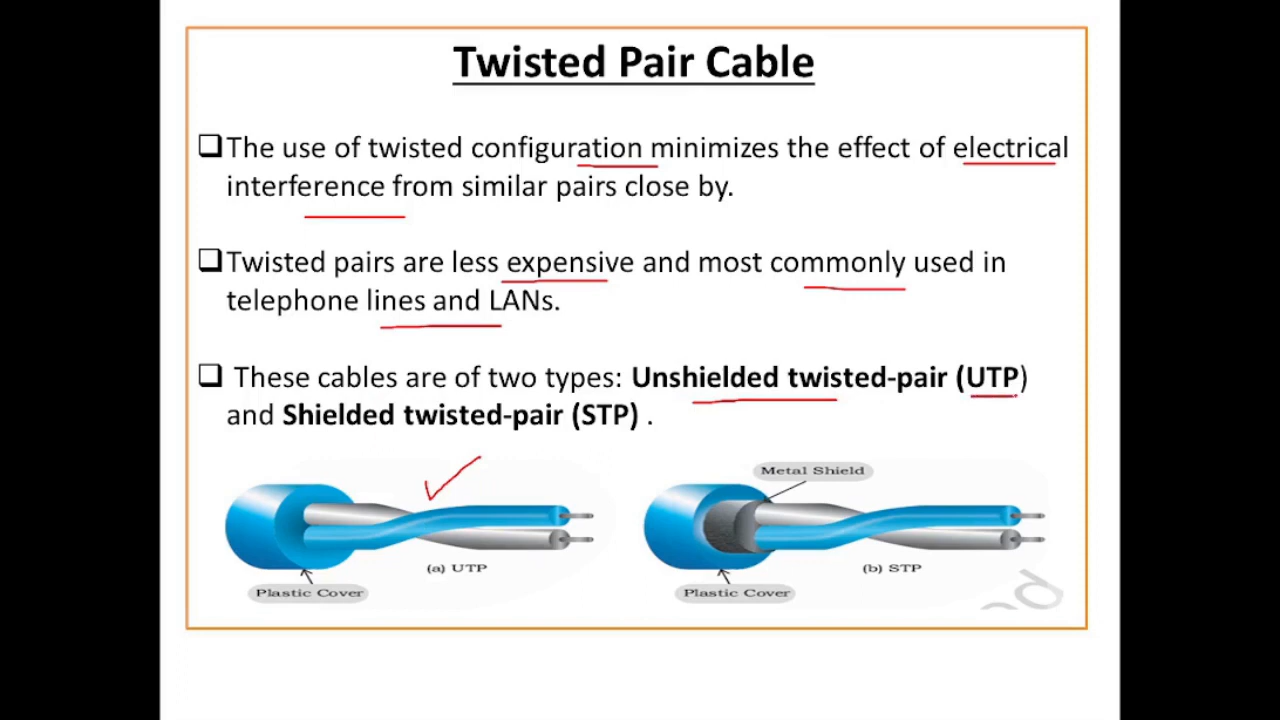 Twisted Pair Cable
❑The use of twisted configuration minimizes the effect of electrical
interference from similar pairs close by.
❑Twisted pairs are less expensive and most commonly used in
telephone lines and LANs.
❑ These cables are of two types: Unshielded twisted-pair (UTP)
and Shielded twisted-pair (STP) .
Metal Shield
(a) UTP
(b) STP
Plastic Cover
Plastic Cover